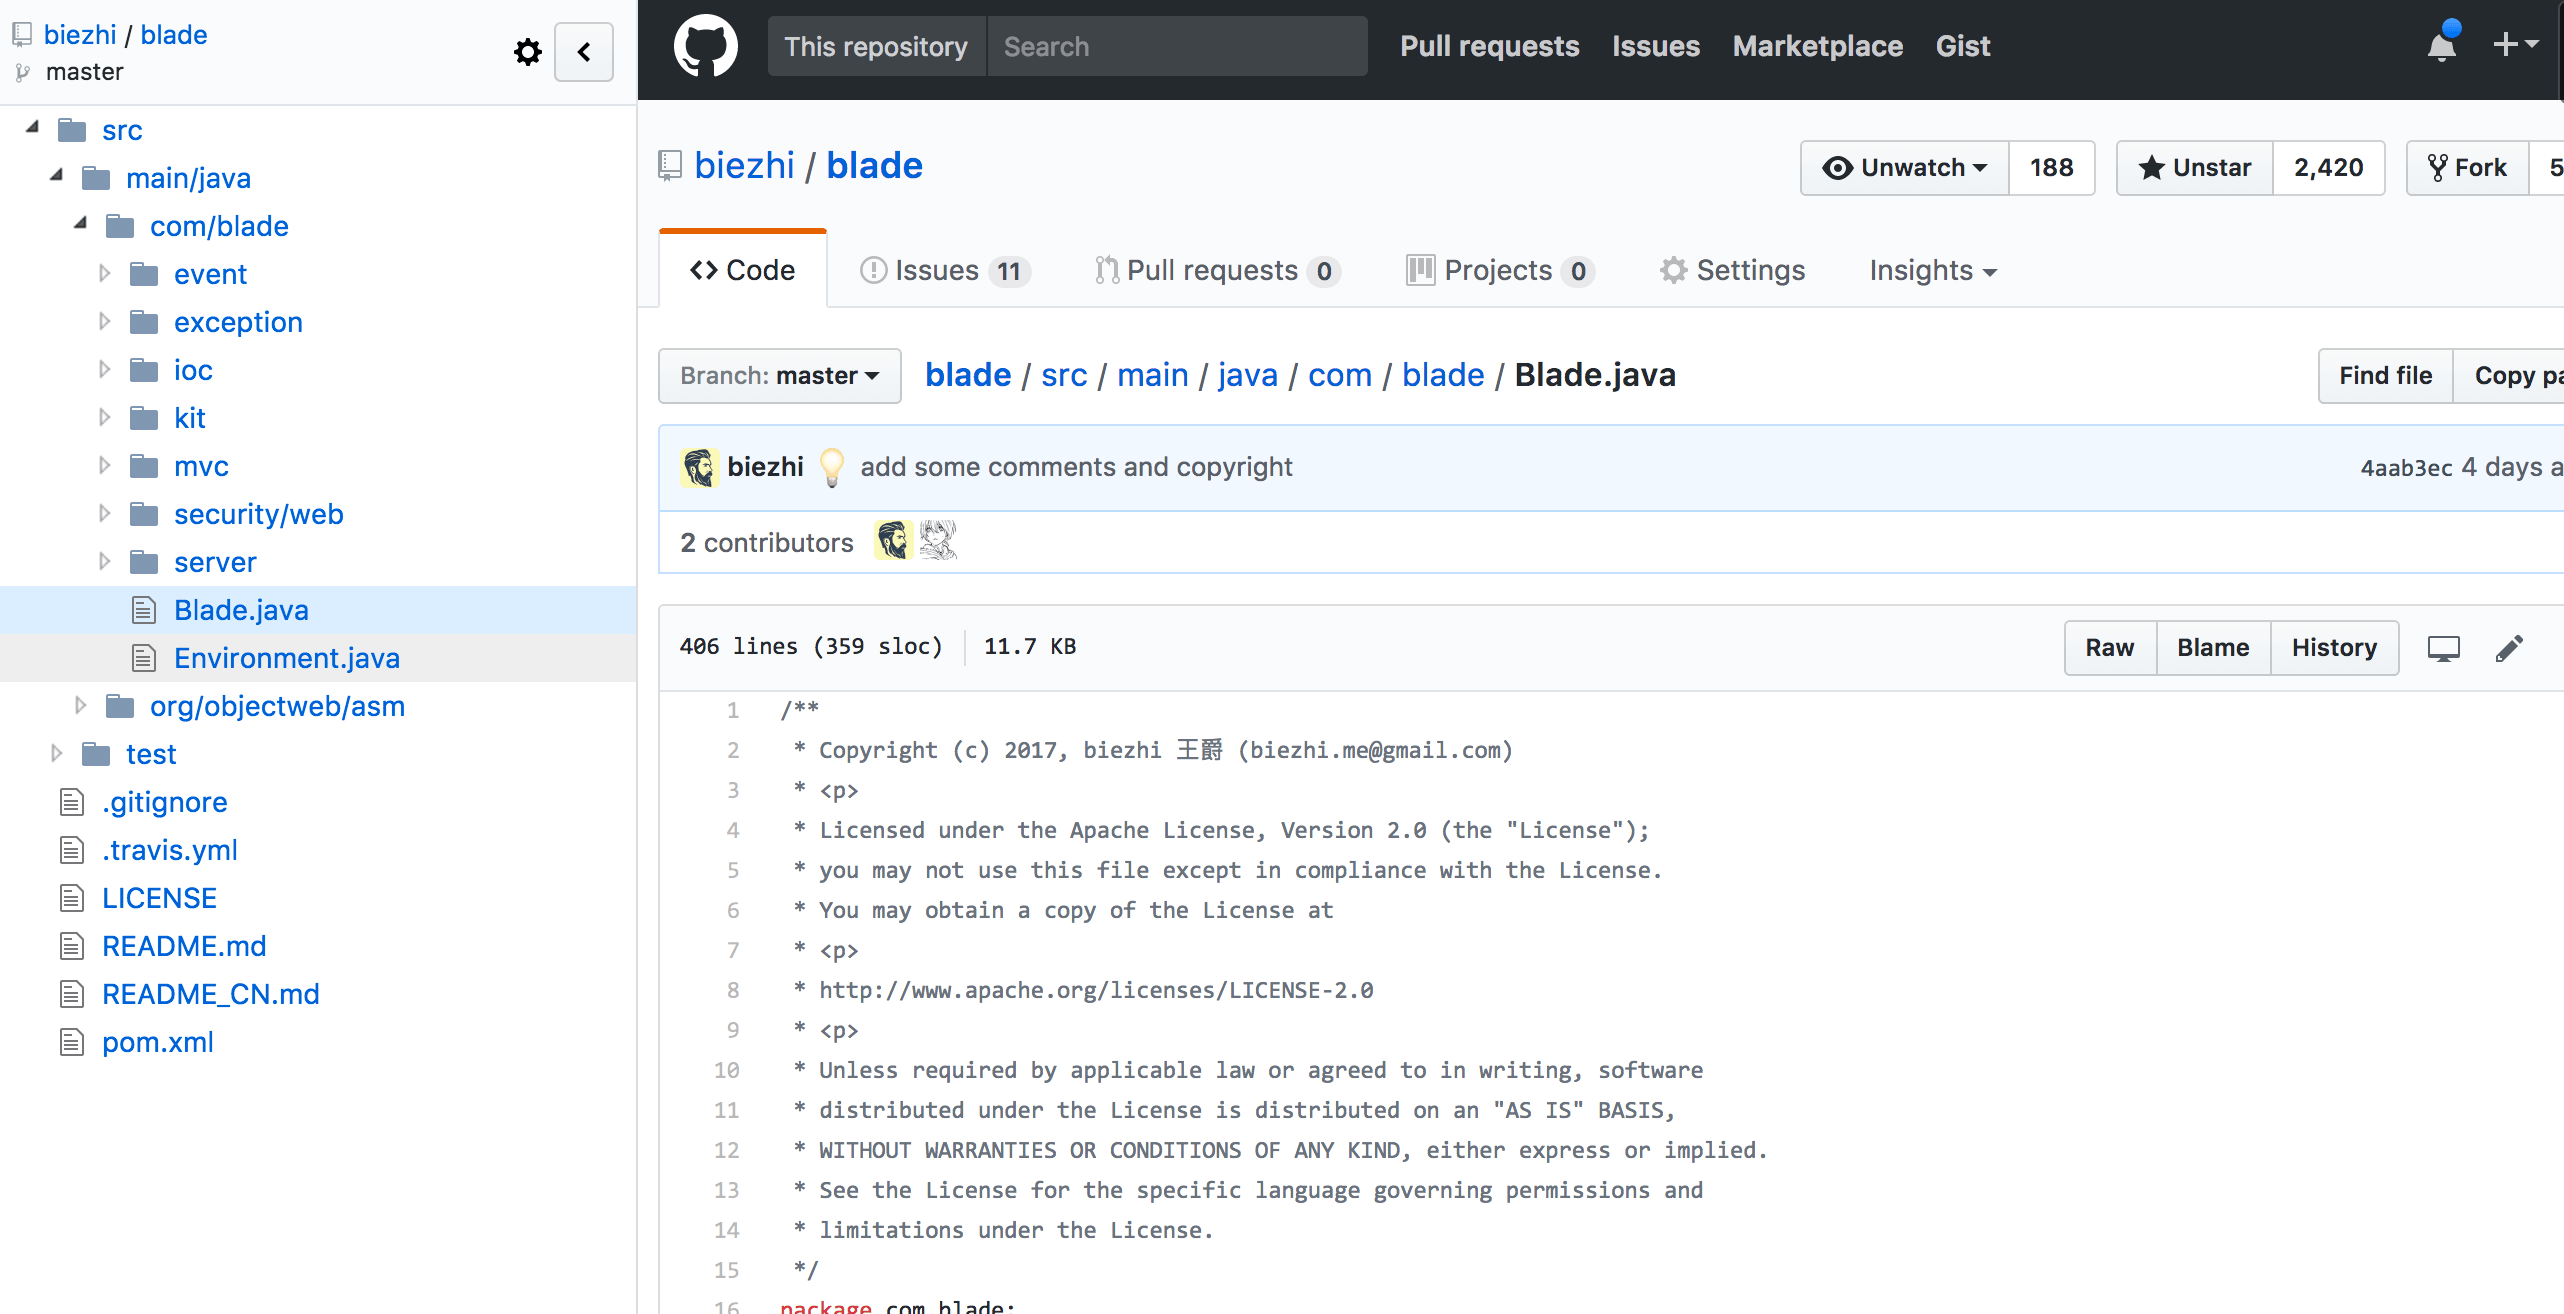 biezhi / blade
master
src
main/java
com/blade
event
exception
ioc
kit
mvc
security/web
server
Blade.java
Environment.java
org/objectweb/asm
test
.gitignore
.travis.yml
LICENSE
README.md
README_CN.md
pom.xml
This repository Search Pull requests Issues Marketplace Gist
biezhi / blade Unwatch 188 Unstar 2,420 Fork 5
Code Issues 11 Pull requests 0 Projects 0 Settings Insights
Branch: master blade / src / main / java / com / blade / Blade.java Find file Copy pa
biezhi add some comments and copyright 4aab3ec 4 days a
2 contributors
406 lines (359 sloc) 11.7 KB Raw Blame History
1 /**
2 * Copyright (c) 2017, biezhi 王爵 (biezhi.me@gmail.com)
3 * <p>
4 * Licensed under the Apache License, Version 2.0 (the "License");
5 * you may not use this file except in compliance with the License.
6 * You may obtain a copy of the License at
7 * <p>
8 * http://www.apache.org/licenses/LICENSE-2.0
9 * <p>
10 * Unless required by applicable law or agreed to in writing, software
11 * distributed under the License is distributed on an "AS IS" BASIS,
12 * WITHOUT WARRANTIES OR CONDITIONS OF ANY KIND, either express or implied.
13 * See the License for the specific language governing permissions and
14 * limitations under the License.
15 */
16 package com.blade;